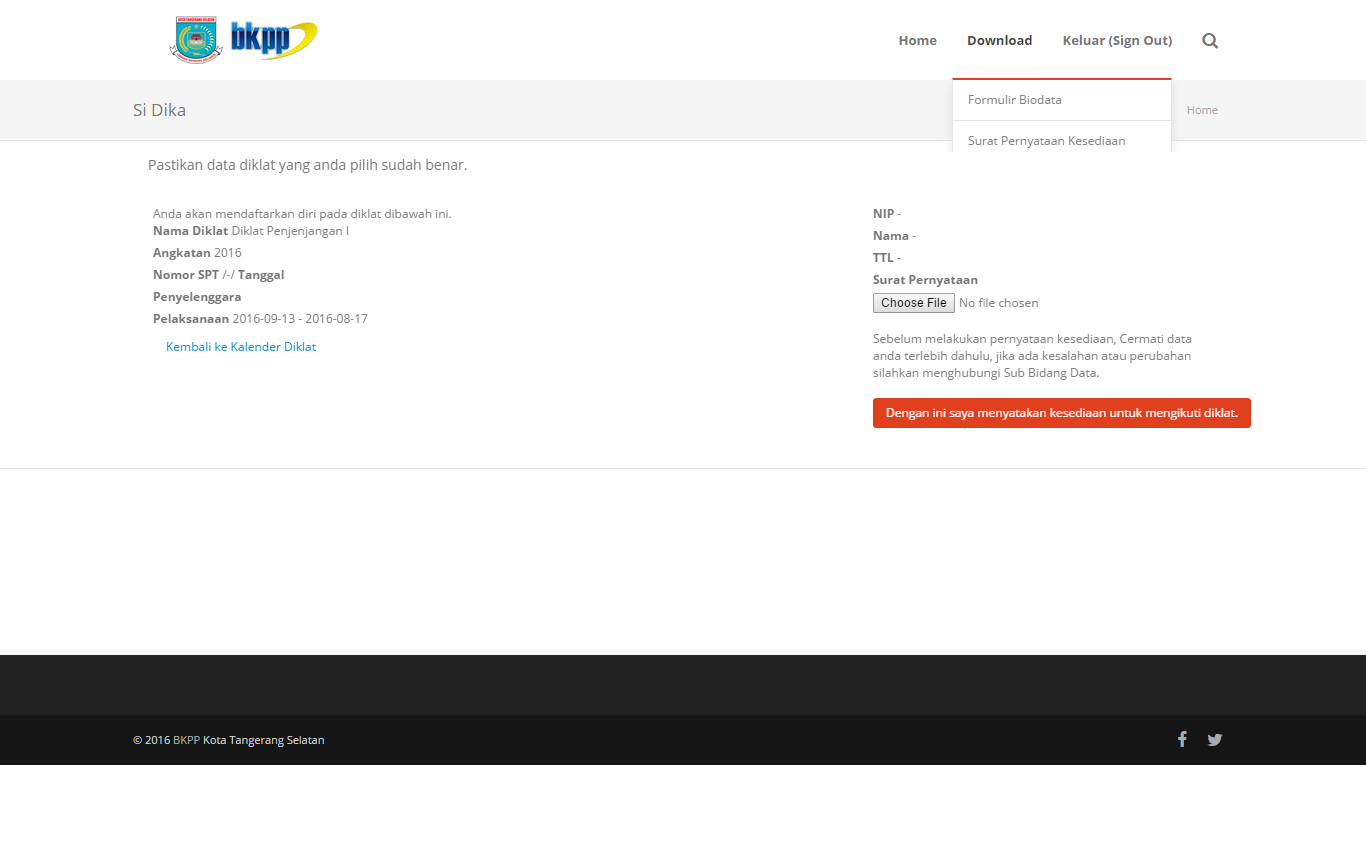 bkpp
Home
Download
Keluar (Sign Out)
Si Dika
Formulir Biodata
Home
Surat Pernyataan Kesediaan
Pastikan data diklat yang anda pilih sudah benar.
Anda akan mendaftarkan diri pada diklat dibawah ini.
Nama Diklat Diklat Penjenjangan I
Angkatan 2016
Nomor SPT /-/ Tanggal
Penyelenggara
Pelaksanaan 2016-09-13 - 2016-08-17
Kembali ke Kalender Diklat
NIP -
Nama -
TTL -
Surat Pernyataan
Choose File No file chosen
Sebelum melakukan pernyataan kesediaan, Cermati data
anda terlebih dahulu, jika ada kesalahan atau perubahan
silahkan menghubungi Sub Bidang Data.
Dengan ini saya menyatakan kesediaan untuk mengikuti diklat.
© 2016 BKPP Kota Tangerang Selatan